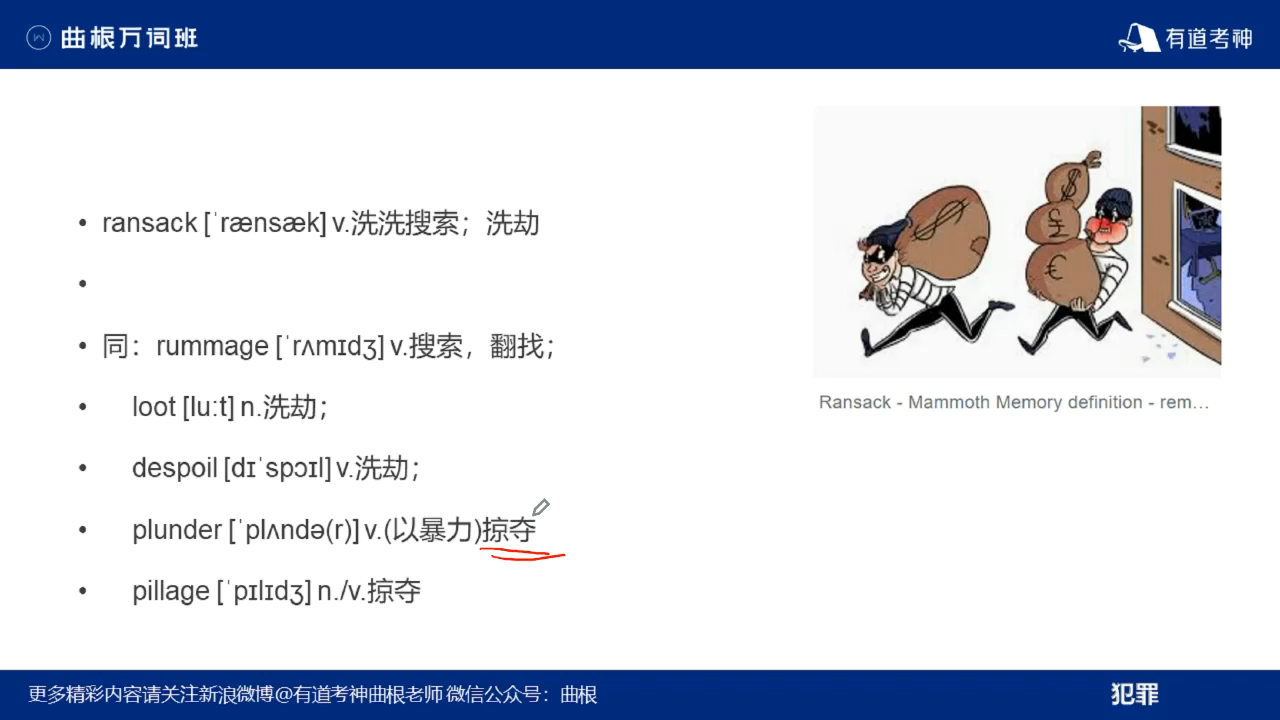 曲根万词班
有道考神
ransack [ˈrænsæk] v.洗洗搜索；洗劫
同：rummage [ˈrʌmɪdʒ] v.搜索，翻找；
loot [luːt] n.洗劫；
despoil [dɪˈspɔɪl] v.洗劫；
plunder [ˈplʌndə(r)] v.(以暴力)掠夺
pillage [ˈpɪlɪdʒ] n./v.掠夺
Ransack - Mammoth Memory definition - rem...
更多精彩内容请关注新浪微博@有道考神曲根老师 微信公众号：曲根
犯罪